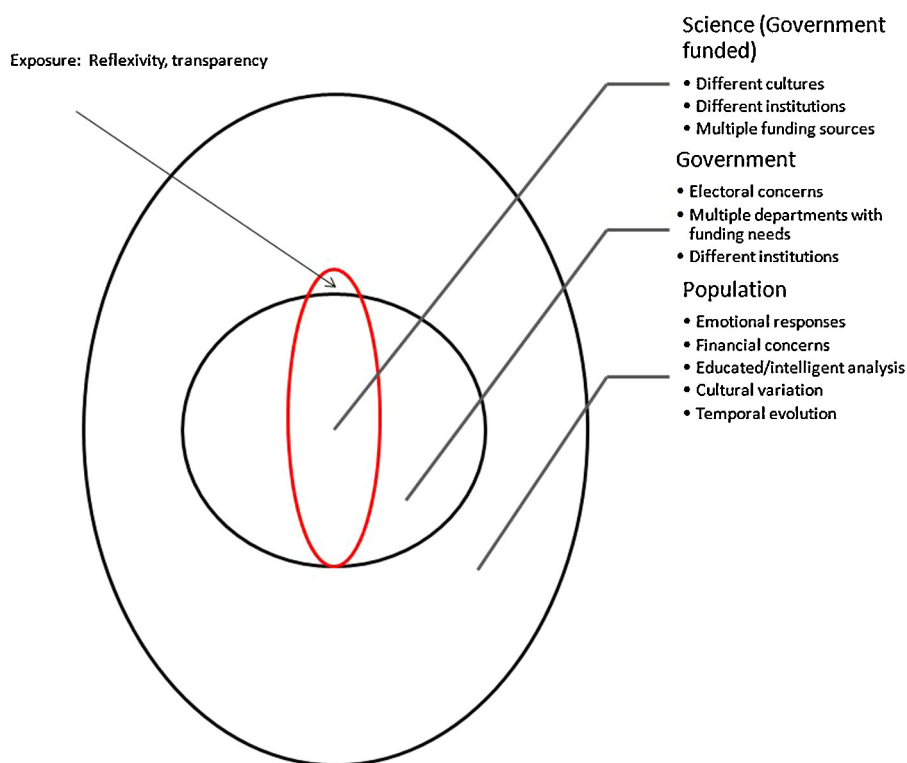 Exposure: Reflexivity, transparency
Science (Government
funded)
• Different cultures
• Different institutions
• Multiple funding sources
Government
• Electoral concerns
• Multiple departments with
funding needs
• Different institutions
Population
• Emotional responses
• Financial concerns
• Educated/intelligent analysis
• Cultural variation
• Temporal evolution